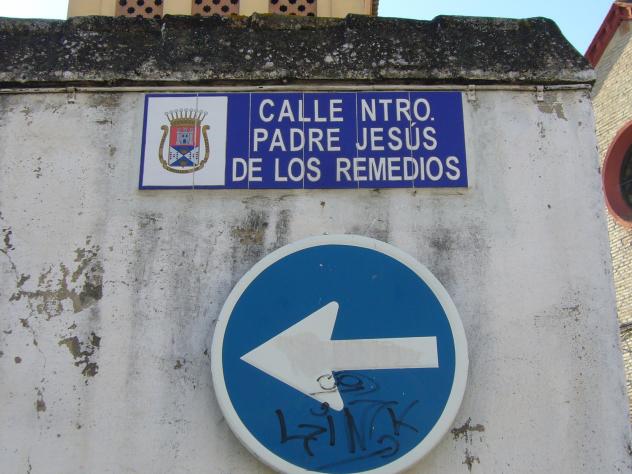 CALLE NTRO.
PADRE JESÚS
DE LOS REMEDIOS